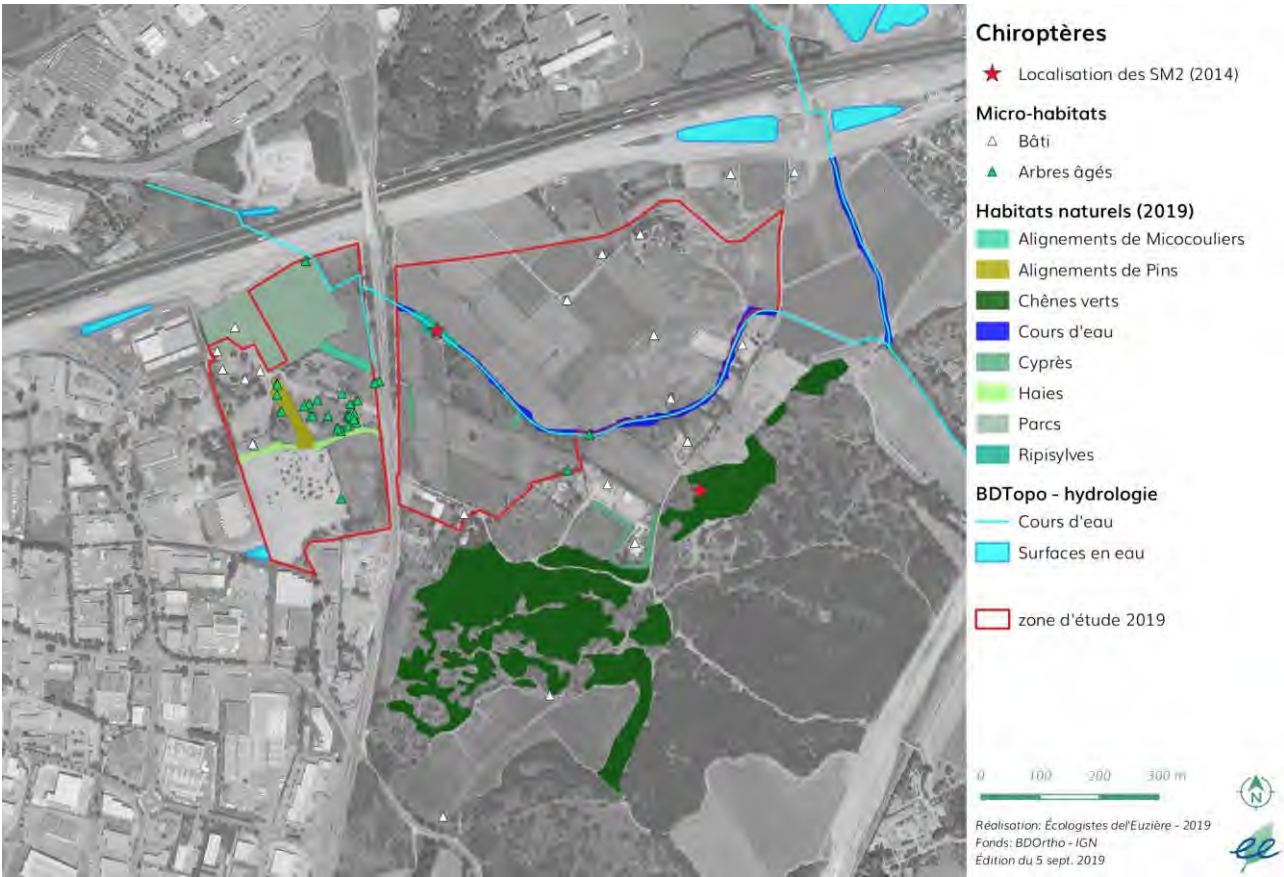 Chiroptères
Localisation des SM2 (2014)
Micro-habitats
Bâti
Arbres âgés
Habitats naturels (2019)
Alignements de Micocouliers
Alignements de Pins
Chênes verts
Cours d'eau
Cyprès
Haies
Parcs
Ripisylves
BDTopo - hydrologie
Cours d'eau
Surfaces en eau
zone d'étude 2019
0 100 200 300 m
N
Réalisation: Écologistes del'Euzière - 2019
Fonds: BDOrtho - IGN
Édition du 5 sept. 2019
ee